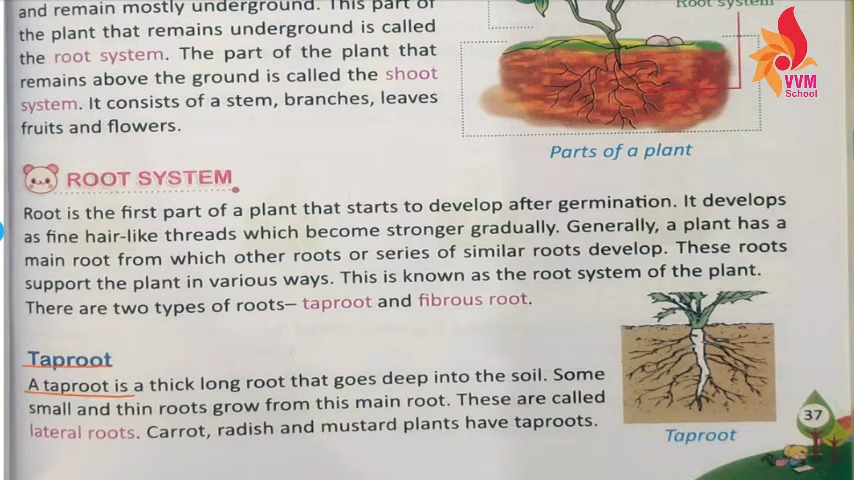 and remain mostly underground. This part of
the plant that remains underground is called
the root system. The part of the plant that
remains above the ground is called the shoot
system. It consists of a stem, branches, leaves
fruits and flowers.
Root system
VVM
School
Parts of a plant
ROOT SYSTEM
Root is the first part of a plant that starts to develop after germination. It develops
as fine hair-like threads which become stronger gradually. Generally, a plant has a
main root from which other roots or series of similar roots develop. These roots
support the plant in various ways. This is known as the root system of the plant.
There are two types of roots– taproot and fibrous root.
Taproot
A taproot is a thick long root that goes deep into the soil. Some
small and thin roots grow from this main root. These are called
lateral roots. Carrot, radish and mustard plants have taproots.
Taproot
37